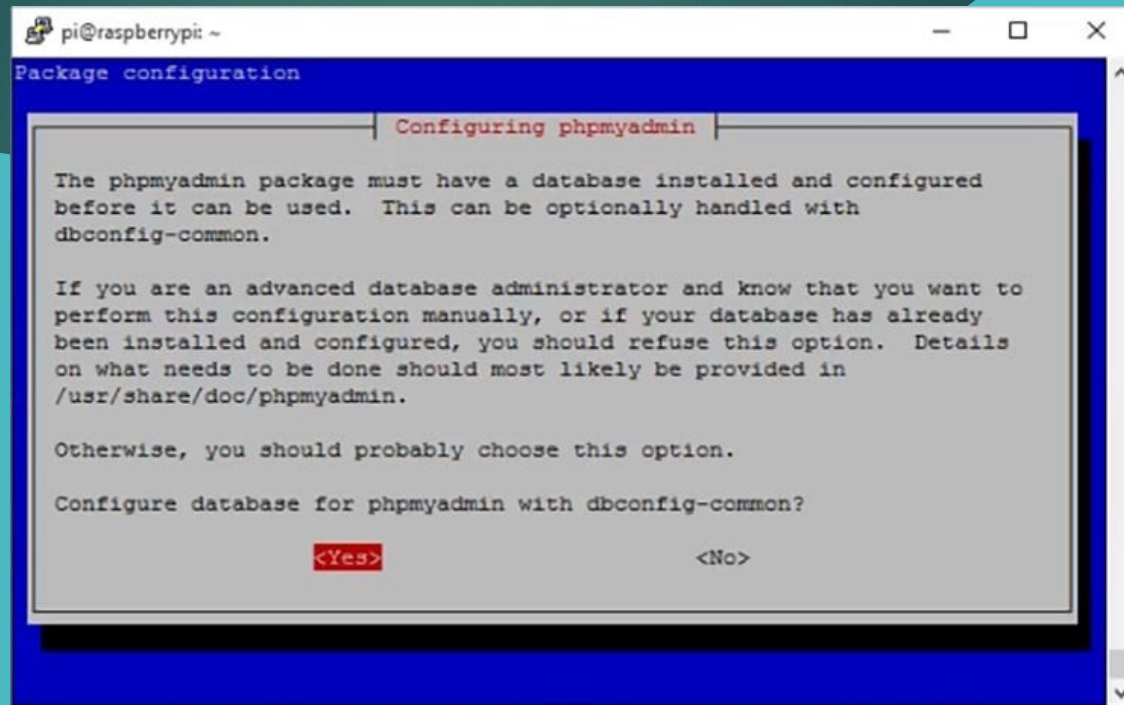 pi@raspberrypi: ~
Package configuration
Configuring phpmyadmin
The phpmyadmin package must have a database installed and configured
before it can be used.  This can be optionally handled with
dbconfig-common.
If you are an advanced database administrator and know that you want to
perform this configuration manually, or if your database has already
been installed and configured, you should refuse this option.  Details
on what needs to be done should most likely be provided in
/usr/share/doc/phpmyadmin.
Otherwise, you should probably choose this option.
Configure database for phpmyadmin with dbconfig-common?
<Yes> <No>